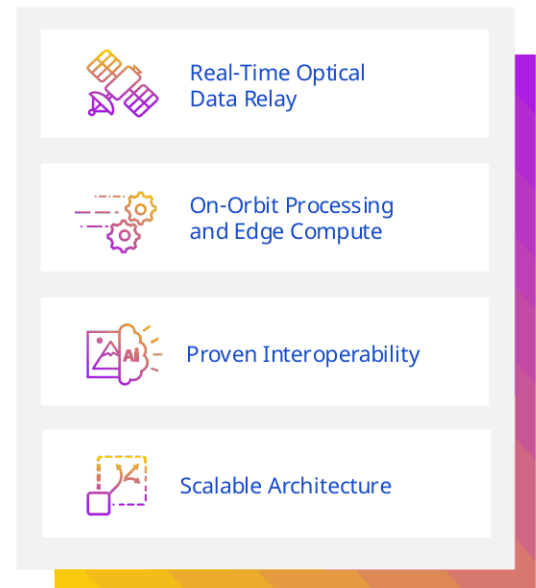 Real-Time Optical
Data Relay
On-Orbit Processing
and Edge Compute
Ai
Proven Interoperability
Scalable Architecture